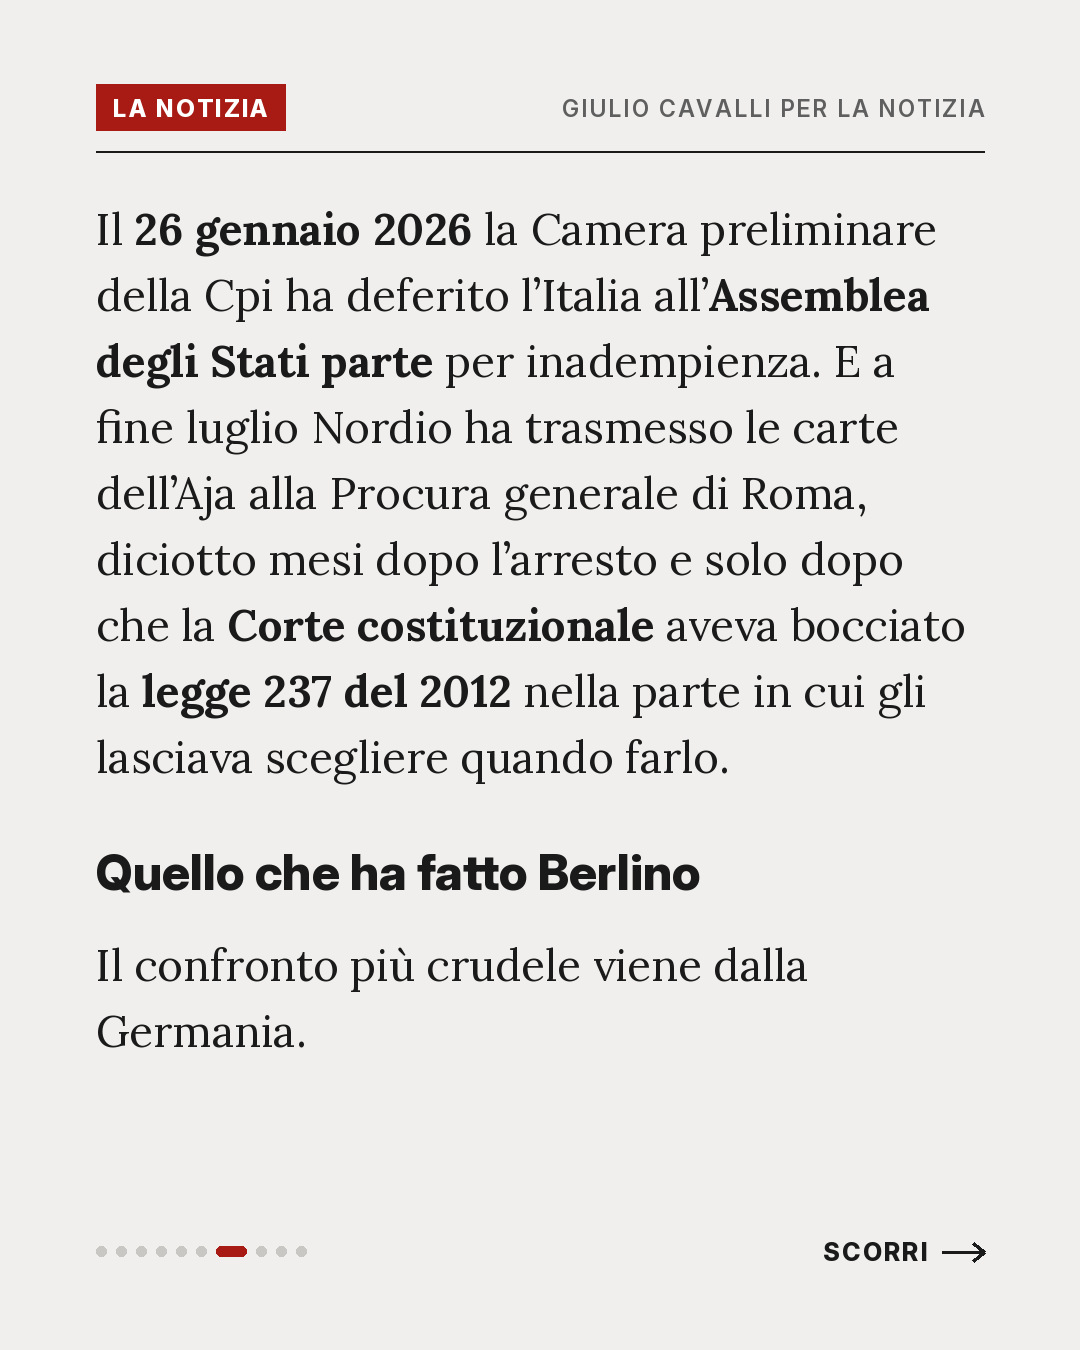 LA NOTIZIA
GIULIO CAVALLI PER LA NOTIZIA
Il 26 gennaio 2026 la Camera preliminare
della Cpi ha deferito l’Italia all’Assemblea
degli Stati parte per inadempienza. E a
fine luglio Nordio ha trasmesso le carte
dell’Aja alla Procura generale di Roma,
diciotto mesi dopo l’arresto e solo dopo
che la Corte costituzionale aveva bocciato
la legge 237 del 2012 nella parte in cui gli
lasciava scegliere quando farlo.
Quello che ha fatto Berlino
Il confronto più crudele viene dalla
Germania.
SCORRI